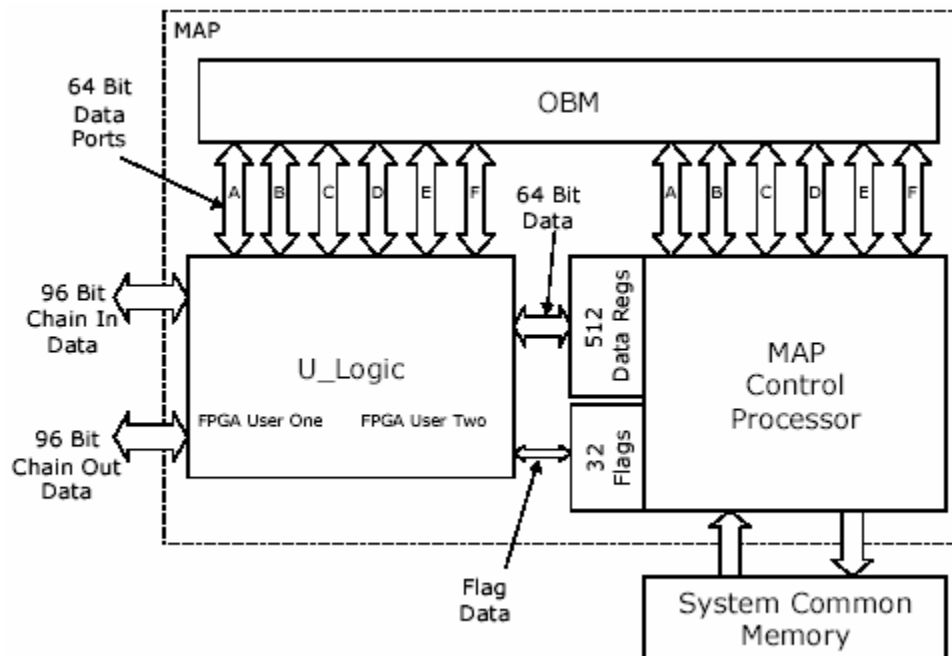 MAP
64 Bit
Data
Ports
OBM
A B C D E F
A B C D E F
64 Bit
Data
96 Bit
Chain In
Data
U_Logic
FPGA User One FPGA User Two
96 Bit
Chain Out
Data
512
Data Regs
32
Flags
MAP
Control
Processor
Flag
Data
System Common
Memory